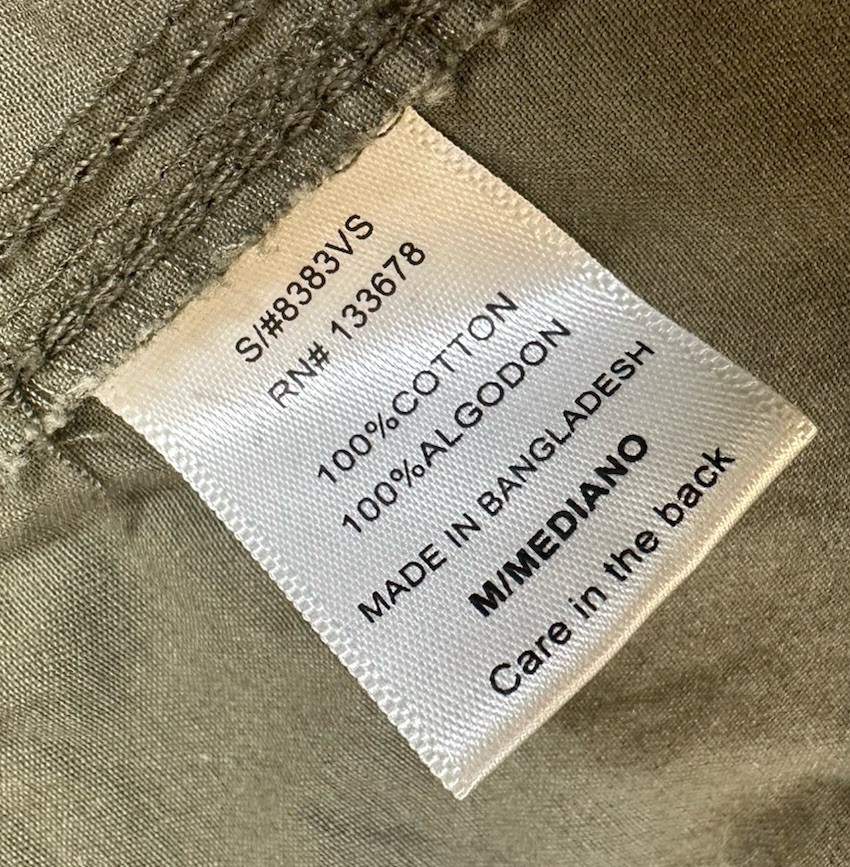 S/#8383VS
RN# 133678
100%COTTON
100%ALGODON
MADE IN BANGLADESH
M/MEDIANO
Care in the back